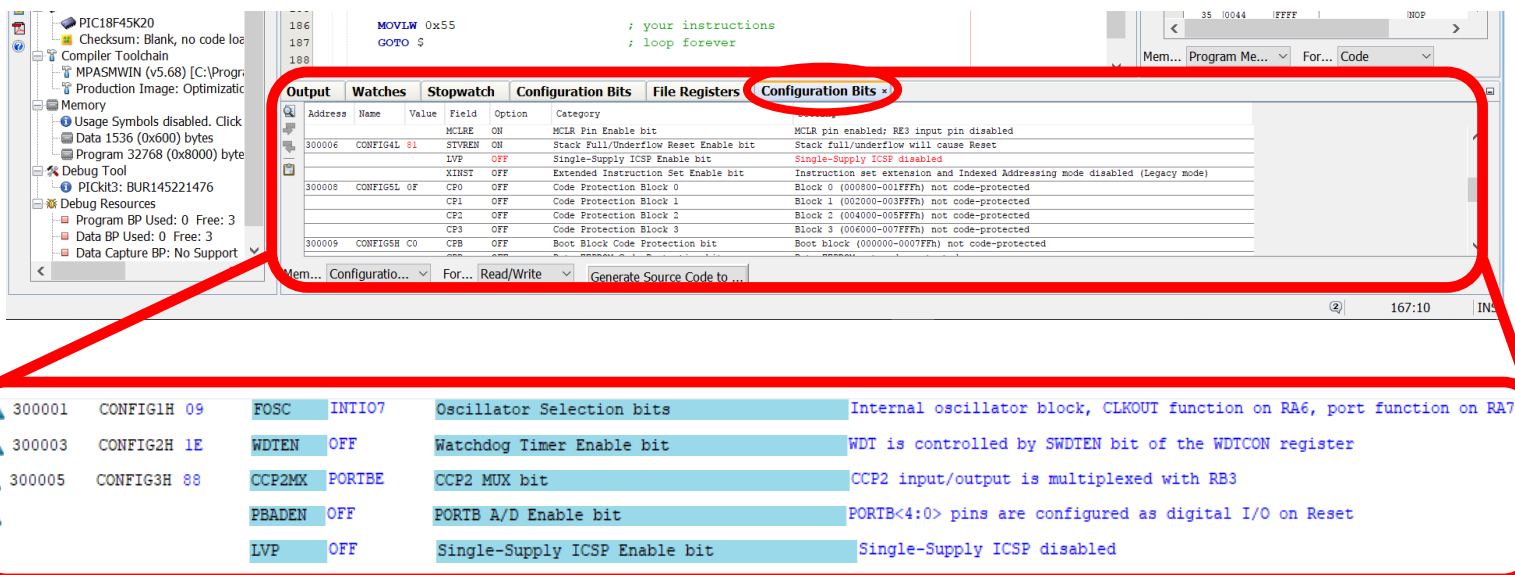 PIC18F45K20
Checksum: Blank, no code loa
Compiler Toolchain
MPASMWIN (v5.68) [C:\Progra
Production Image: Optimizatic
Memory
Usage Symbols disabled. Click
Data 1536 (0x600) bytes
Program 32768 (0x8000) byte
Debug Tool
PICkit3: BUR145221476
Debug Resources
Program BP Used: 0 Free: 3
Data BP Used: 0 Free: 3
Data Capture BP: No Support
186 MOVLW 0x55 ; your instructions
187 GOTO $ ; loop forever
188
35 0044 FFFF NOP
Mem... Program Me... For... Code
Output Watches Stopwatch Configuration Bits File Registers Configuration Bits ×
Address Name Value Field Option Category
MCLRE ON MCLR Pin Enable bit MCLR pin enabled; RE3 input pin disabled
300006 CONFIG4L 81 STVREN ON Stack Full/Underflow Reset Enable bit Stack full/underflow will cause Reset
LVP OFF Single-Supply ICSP Enable bit Single-Supply ICSP disabled
XINST OFF Extended Instruction Set Enable bit Instruction set extension and Indexed Addressing mode disabled (Legacy mode)
300008 CONFIG5L 0F CP0 OFF Code Protection Block 0 Block 0 (000800-001FFFh) not code-protected
CP1 OFF Code Protection Block 1 Block 1 (002000-003FFFh) not code-protected
CP2 OFF Code Protection Block 2 Block 2 (004000-005FFFh) not code-protected
CP3 OFF Code Protection Block 3 Block 3 (006000-007FFFh) not code-protected
300009 CONFIG5H C0 CPB OFF Boot Block Code Protection bit Boot block (000000-0007FFh) not code-protected
Mem... Configuratio... For... Read/Write Generate Source Code to ...
167:10 INS
300001 CONFIG1H 09 FOSC INTIO7 Oscillator Selection bits Internal oscillator block, CLKOUT function on RA6, port function on RA7
300003 CONFIG2H 1E WDTEN OFF Watchdog Timer Enable bit WDT is controlled by SWDTEN bit of the WDTCON register
300005 CONFIG3H 88 CCP2MX PORTBE CCP2 MUX bit CCP2 input/output is multiplexed with RB3
PBADEN OFF PORTB A/D Enable bit PORTB<4:0> pins are configured as digital I/O on Reset
LVP OFF Single-Supply ICSP Enable bit Single-Supply ICSP disabled